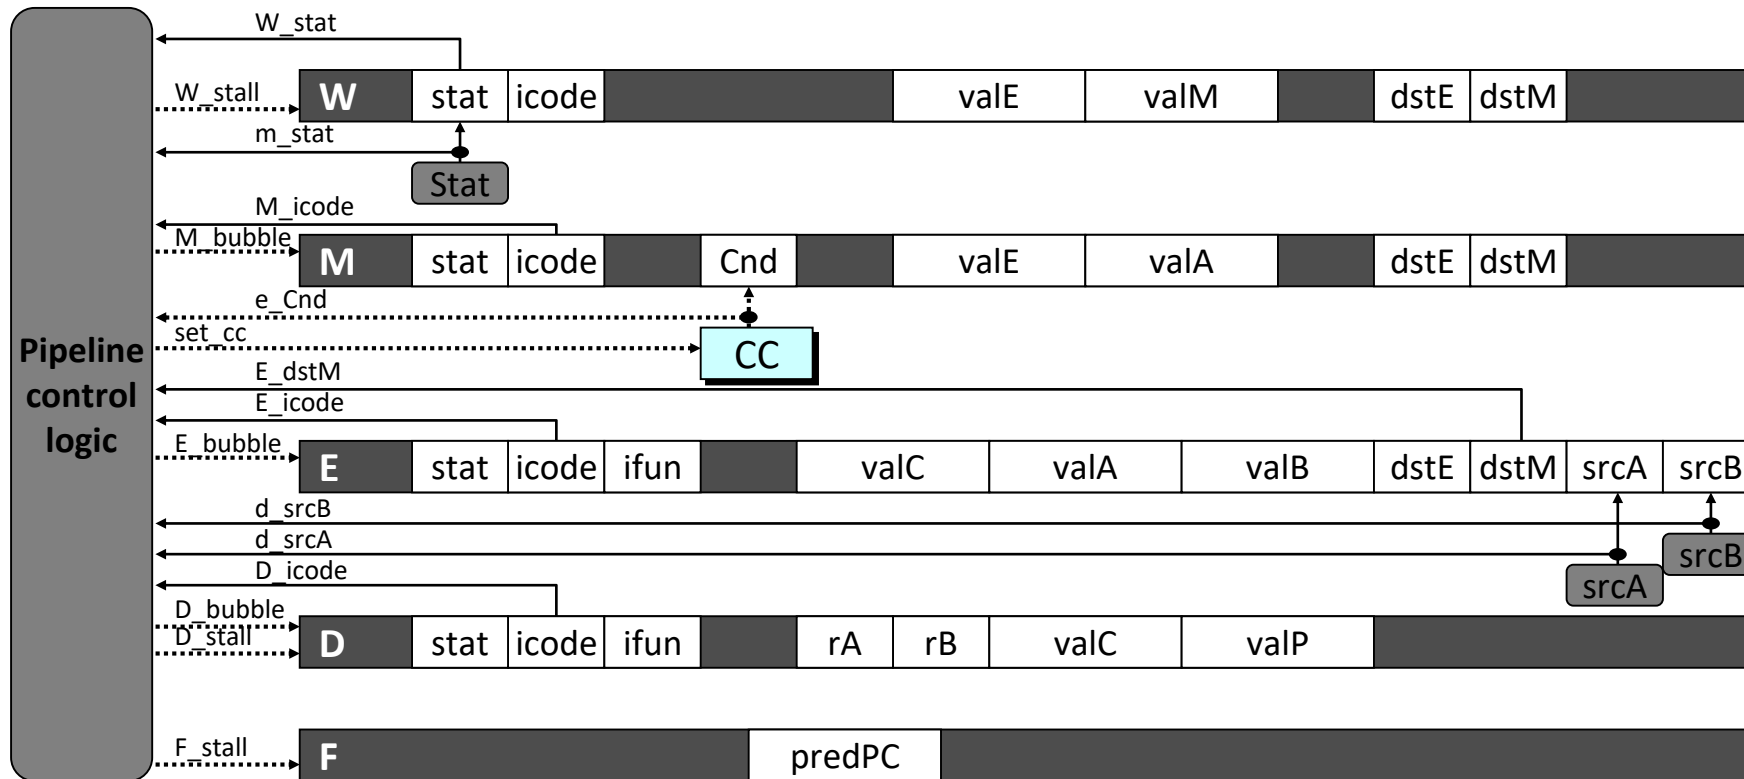 W_stat
W_stall
W stat icode valE valM dstE dstM
m_stat
Stat
M_icode
M_bubble
M stat icode Cnd valE valA dstE dstM
e_Cnd
set_cc
CC
Pipeline
control
logic
E_dstM
E_icode
E_bubble
E stat icode ifun valC valA valB dstE dstM srcA srcB
d_srcB
d_srcA
srcB
D_icode
srcA
D_bubble
D_stall
D stat icode ifun rA rB valC valP
F_stall
F predPC